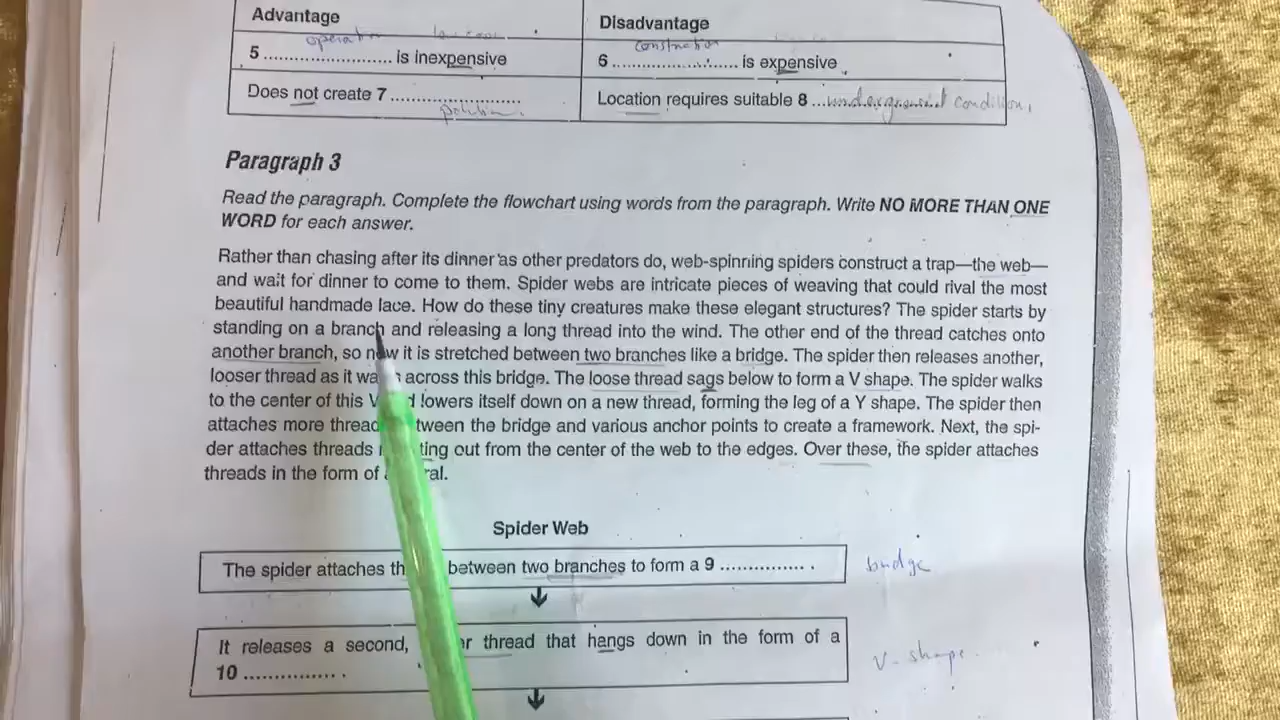 Advantage Disadvantage
operation construction
5 .......................... is inexpensive 6 .......................... is expensive
Does not create 7 .......................... Location requires suitable 8 ...underground condition.
Paragraph 3
Read the paragraph. Complete the flowchart using words from the paragraph. Write NO MORE THAN ONE
WORD for each answer.
Rather than chasing after its dinner as other predators do, web-spinning spiders construct a trap—the web—
and wait for dinner to come to them. Spider webs are intricate pieces of weaving that could rival the most
beautiful handmade lace. How do these tiny creatures make these elegant structures? The spider starts by
standing on a branch and releasing a long thread into the wind. The other end of the thread catches onto
another branch, so now it is stretched between two branches like a bridge. The spider then releases another,
looser thread as it wa s across this bridge. The loose thread sags below to form a V shape. The spider walks
to the center of this V d lowers itself down on a new thread, forming the leg of a Y shape. The spider then
attaches more thread tween the bridge and various anchor points to create a framework. Next, the spi-
der attaches threads ting out from the center of the web to the edges. Over these, the spider attaches
threads in the form of ral.
Spider Web
The spider attaches th between two branches to form a 9 ............... . bridge
It releases a second, r thread that hangs down in the form of a
10 ............... . V- shape.